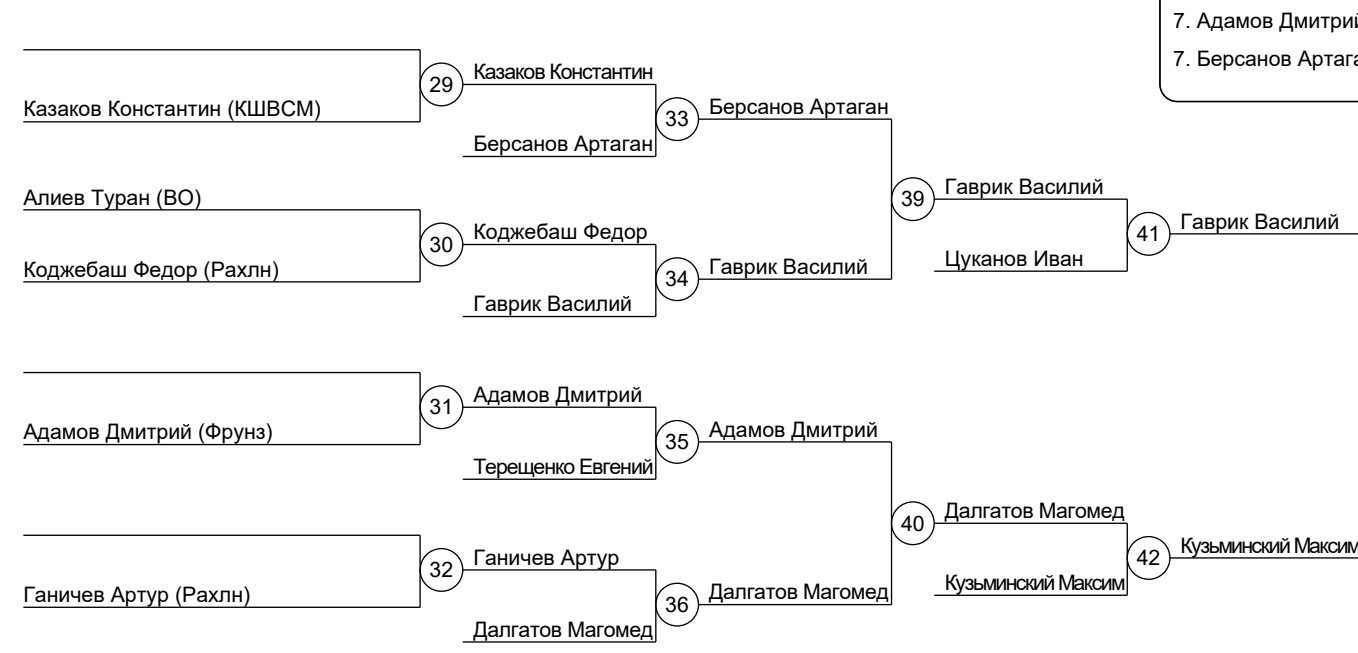 7. Адамов Дмитрий
7. Берсанов Артага
29
Казаков Константин
Казаков Константин (КШВСМ)
33
Берсанов Артаган
Берсанов Артаган
Алиев Туран (ВО)
39
Гаврик Василий
30
Коджебаш Федор
41
Гаврик Василий
Коджебаш Федор (Рахлн)
34
Гаврик Василий
Цуканов Иван
Гаврик Василий
31
Адамов Дмитрий
Адамов Дмитрий (Фрунз)
35
Адамов Дмитрий
Терещенко Евгений
40
Далгатов Магомед
32
Ганичев Артур
42
Кузьминский Максим
Ганичев Артур (Рахлн)
36
Далгатов Магомед
Кузьминский Максим
Далгатов Магомед